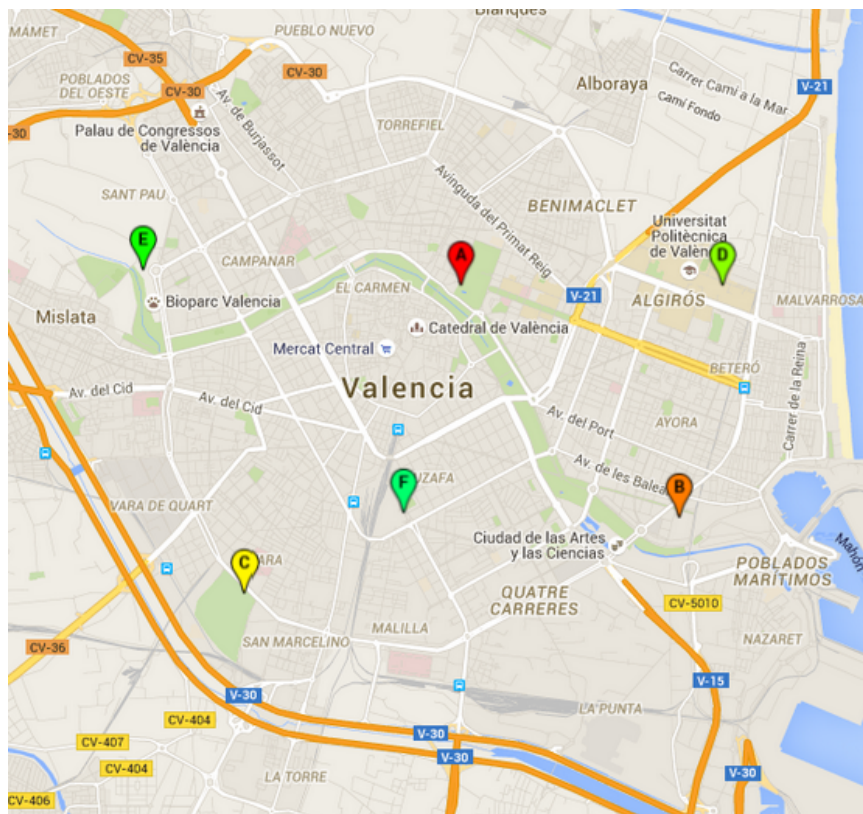 Blanques
MAMET
PUEBLO NUEVO
CV-35
POBLADOS
DEL OESTE
CV-30
CV-30
Alboraya
Carrer Camí a la Mar
V-21
Camí Fondo
-30
Palau de Congressos
de València
Av. de Burjassot
TORREFIEL
Avinguda del Primat Reig
SANT PAU
BENIMACLET
Universitat
Politècnica
de Valèn
E
A
D
CAMPANAR
EL CARMEN
V-21
ALGIRÓS
MALVARROSA
Bioparc Valencia
Mislata
Catedral de València
Mercat Central
Carrer de la Reina
BETERÓ
Valencia
Av. del Cid
Av. del Cid
Av. del Port
AYORA
Av. de les Balea
F
UZAFA
B
VARA DE QUART
Ciudad de las Artes
y las Ciencias
Mahón
C
ARA
POBLADOS
MARÍTIMOS
QUATRE
CARRERES
CV-5010
MALILLA
SAN MARCELINO
NAZARET
CV-36
V-15
V-30
LA PUNTA
CV-404
V-30
CV-407
V-30
CV-404
LA TORRE
V-30
CV-406